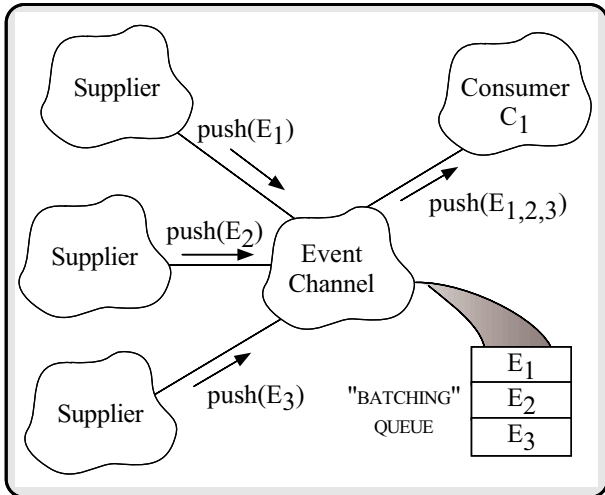 Supplier
push(E1)
Consumer
C1
push(E1,2,3)
Supplier
push(E2)
Event
Channel
Supplier
push(E3)
"BATCHING"
QUEUE
E1
E2
E3